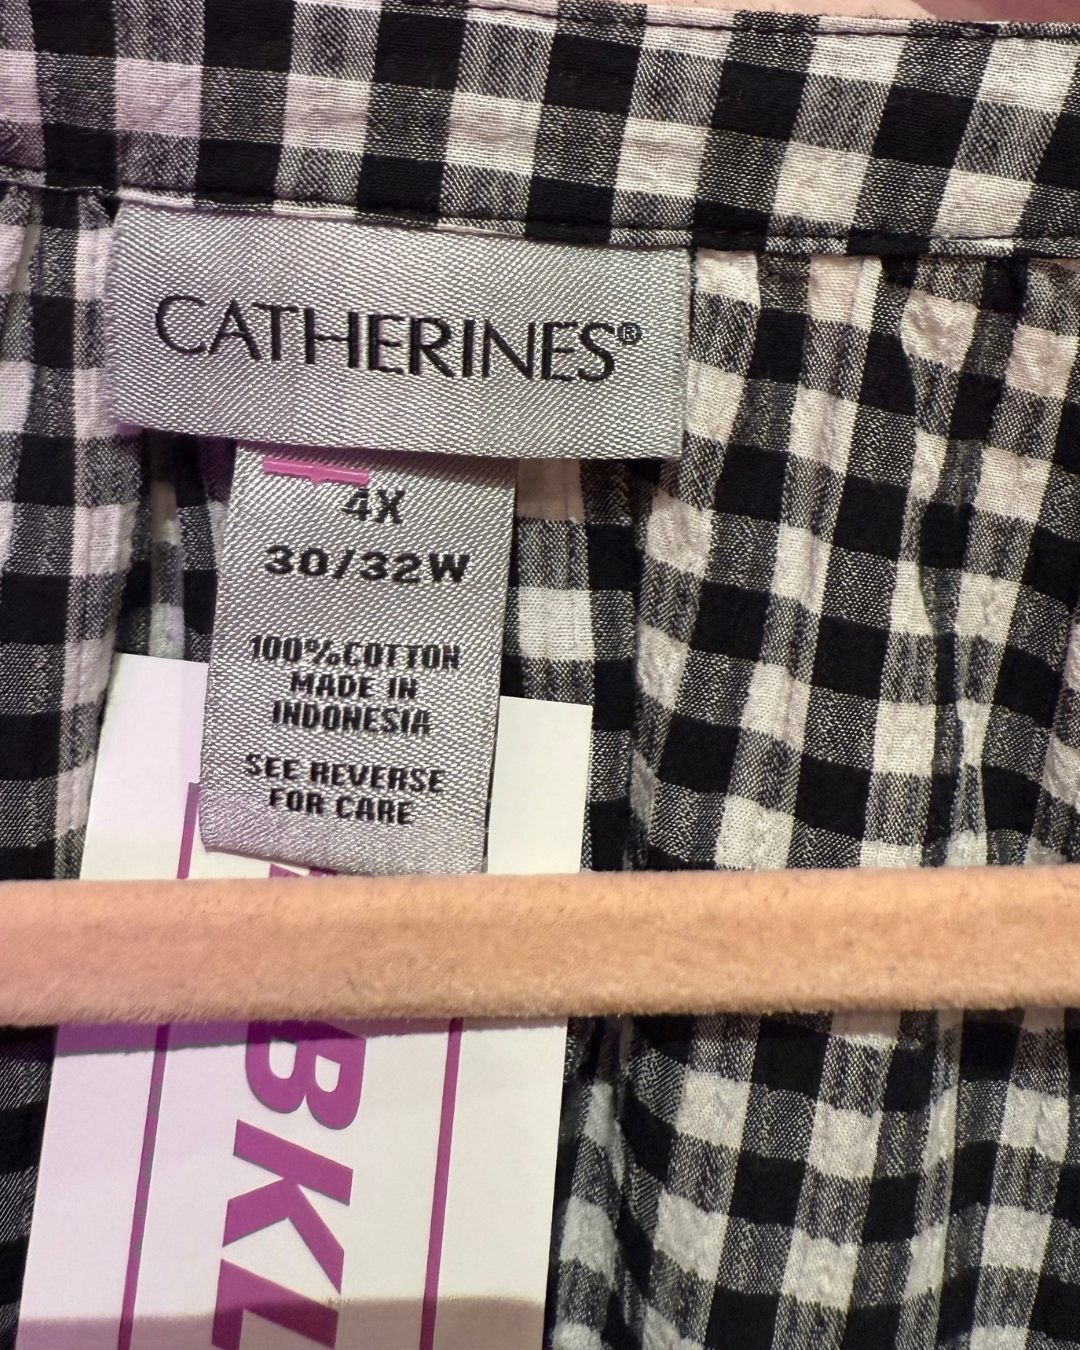 CATHERINES®
4X
30/32W
100%COTTON
MADE IN
INDONESIA
SEE REVERSE
FOR CARE